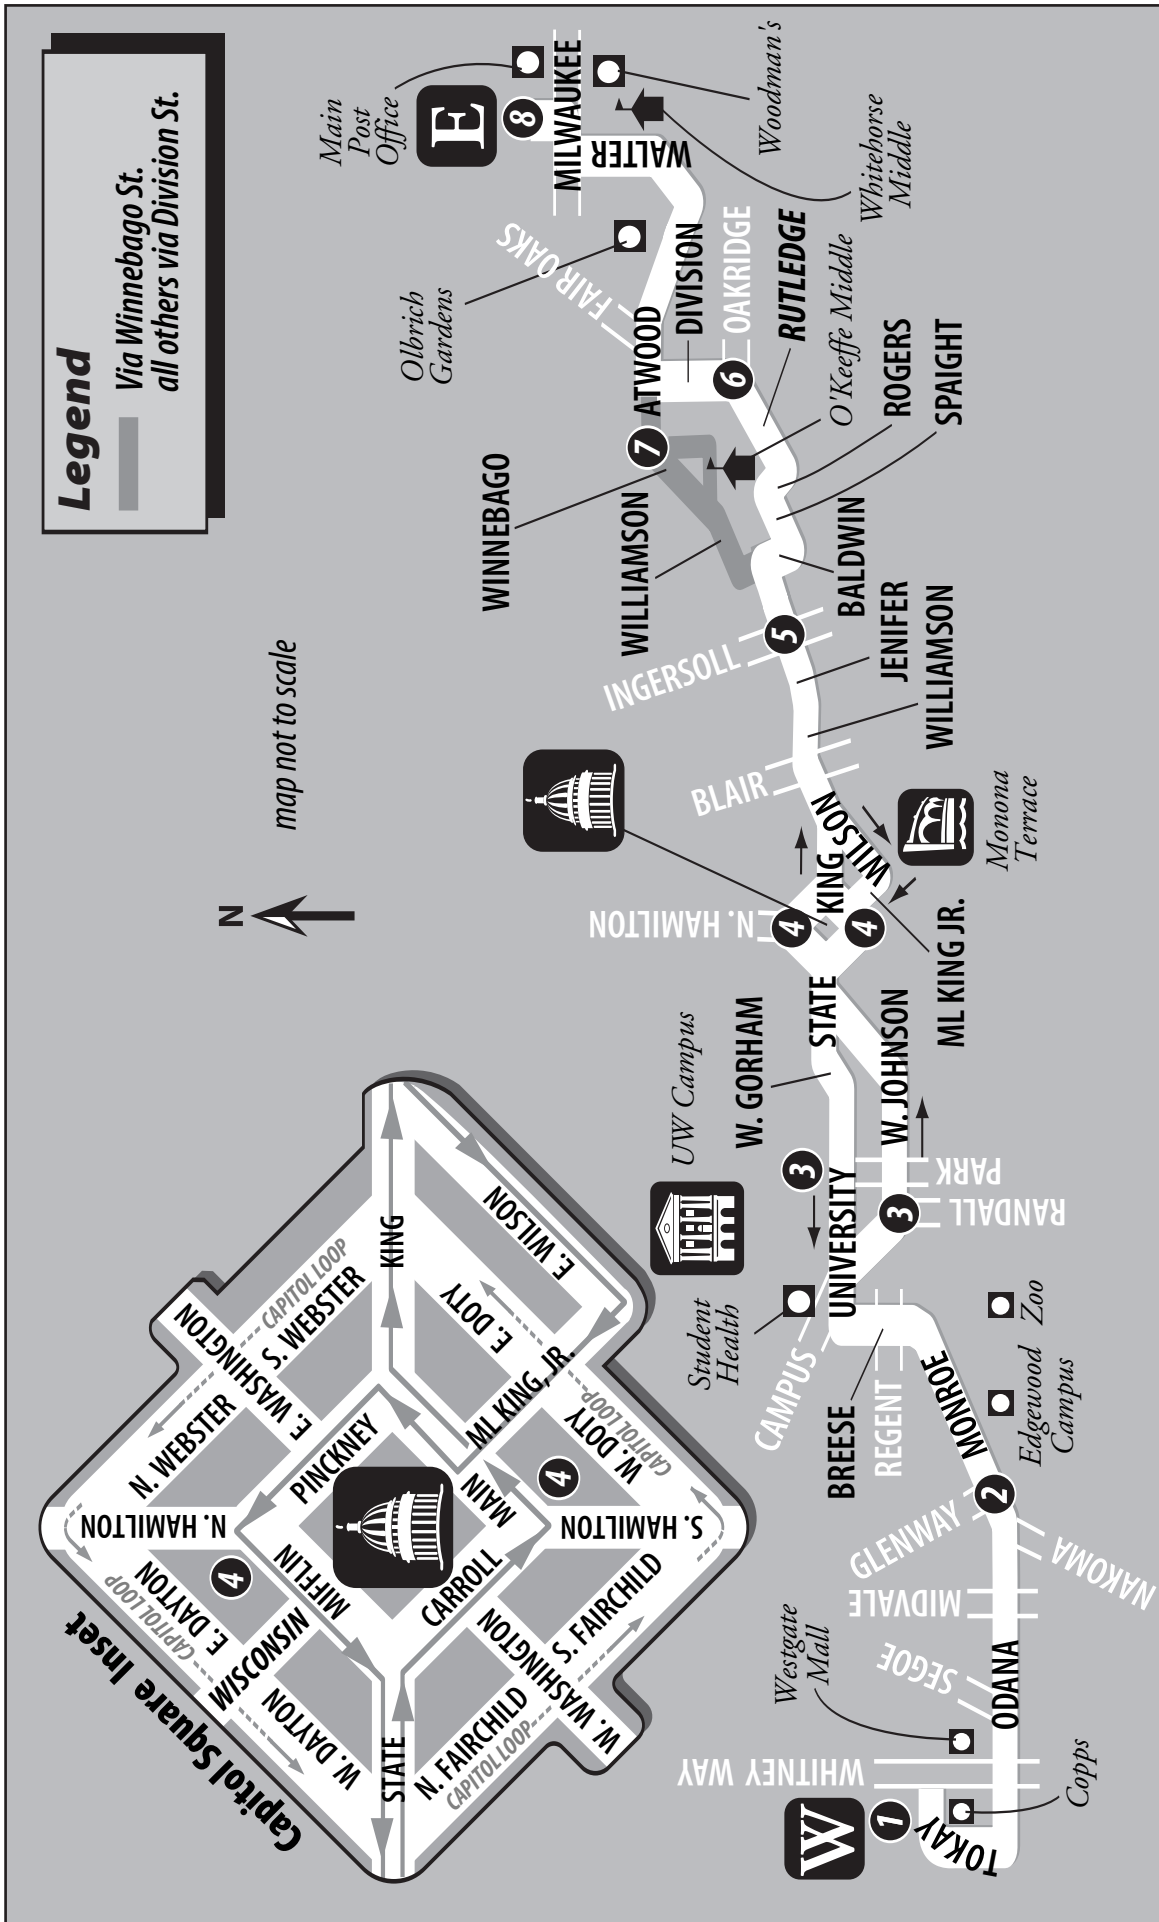 Legend
Via Winnebago St.
all others via Division St.
map not to scale
N
Capitol Square Inset
N. WEBSTER
E. WASHINGTON
S. WEBSTER
CAPITOL LOOP
KING
E. WILSON
E. DOTY
ML KING, JR.
PINCKNEY
N. HAMILTON
4
E. DAYTON
CAPITOL LOOP
WISCONSIN
MIFFLIN
MAIN
CARROLL
4
W. DOTY
CAPITOL LOOP
S. HAMILTON
W. DAYTON
STATE
N. FAIRCHILD
CAPITOL LOOP
W. WASHINGTON
S. FAIRCHILD
W
1
TOKAY
Copps
WHITNEY WAY
Westgate
Mall
ODANA
SEGOE
MIDVALE
GLENWAY
NAKOMA
2
MONROE
Edgewood
Campus
Zoo
REGENT
BREESE
CAMPUS
Student
Health
UNIVERSITY
UW Campus
3
3
RANDALL
PARK
W. JOHNSON
W. GORHAM
STATE
N. HAMILTON
4
4
KING
WILSON
ML KING JR.
Monona
Terrace
BLAIR
WILLIAMSON
JENIFER
INGERSOLL
5
BALDWIN
WILLIAMSON
WINNEBAGO
SPAIGHT
ROGERS
O'Keeffe Middle
RUTLEDGE
6
7
ATWOOD
DIVISION
OAKRIDGE
FAIR OAKS
Olbrich
Gardens
WALTER
MILWAUKEE
Whitehorse
Middle
Woodman's
8
E
Main
Post
Office